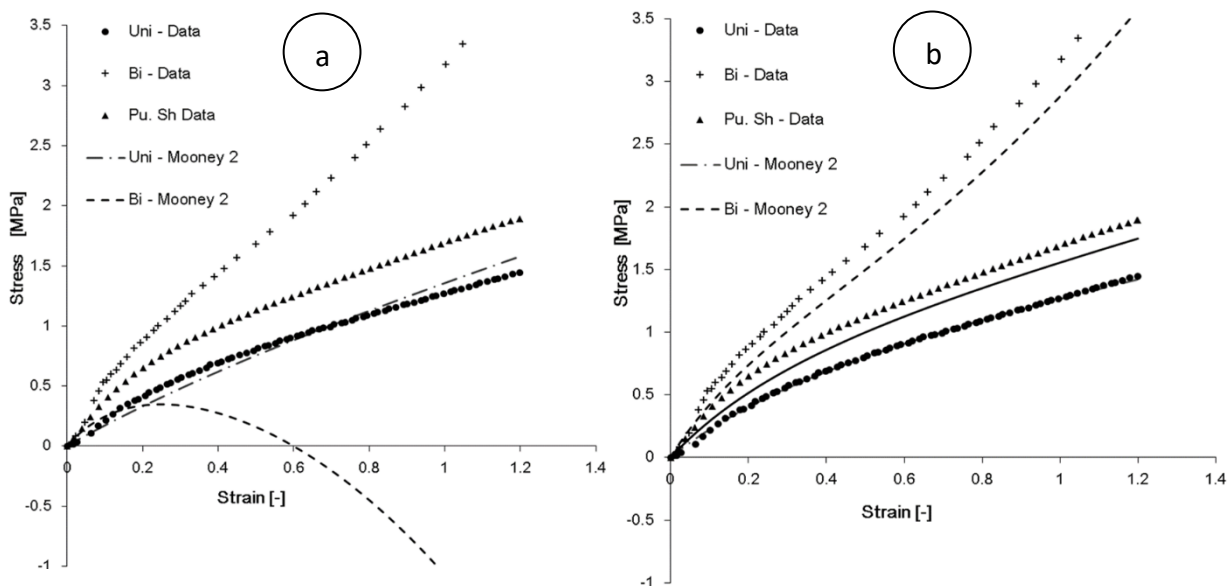 a
3.5
3
2.5
2
1.5
1
0.5
0
-0.5
-1
Stress [MPa]
Uni - Data
Bi - Data
Pu. Sh Data
Uni - Mooney 2
Bi - Mooney 2
0 0.2 0.4 0.6 0.8 1 1.2 1.4
Strain [-]
b
3.5
3
2.5
2
1.5
1
0.5
0
-0.5
-1
Stress [MPa]
Uni - Data
Bi - Data
Pu. Sh - Data
Uni - Mooney 2
Bi - Mooney 2
0 0.2 0.4 0.6 0.8 1 1.2 1.4
Strain [-]